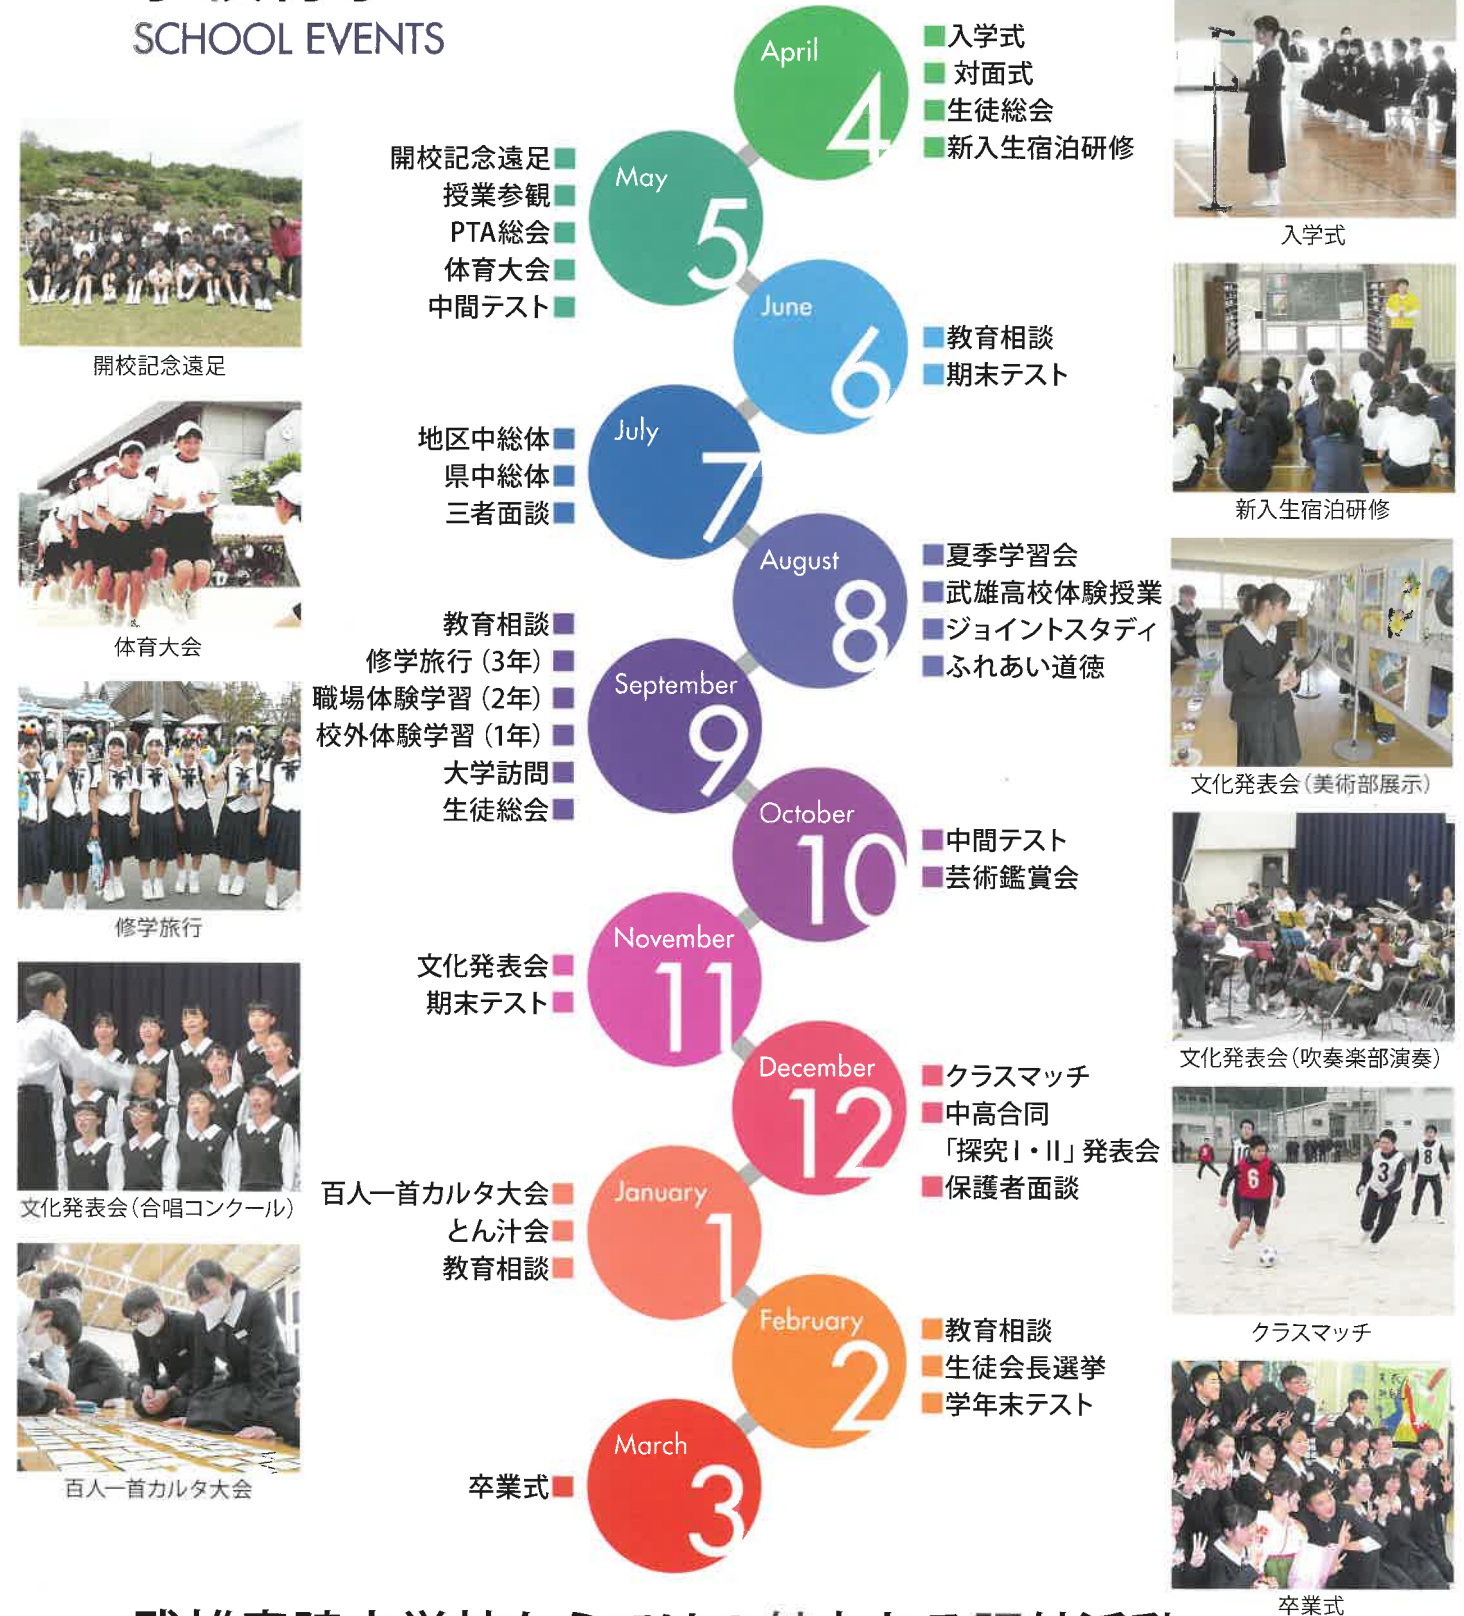 SCHOOL EVENTS
April
4
入学式
対面式
生徒総会
新入生宿泊研修
May
5
開校記念遠足
授業参観
PTA総会
体育大会
中間テスト
June
6
教育相談
期末テスト
July
7
地区中総体
県中総体
三者面談
August
8
夏季学習会
武雄高校体験授業
ジョイントスタディ
ふれあい道徳
September
9
教育相談
修学旅行（3年）
職場体験学習（2年）
校外体験学習（1年）
大学訪問
生徒総会
October
10
中間テスト
芸術鑑賞会
November
11
文化発表会
期末テスト
December
12
クラスマッチ
中高合同
「探究Ⅰ・Ⅱ」発表会
保護者面談
January
1
百人一首カルタ大会
とん汁会
教育相談
February
2
教育相談
生徒会長選挙
学年末テスト
March
3
卒業式
開校記念遠足
体育大会
修学旅行
文化発表会（合唱コンクール）
百人一首カルタ大会
入学式
新入生宿泊研修
文化発表会（美術部展示）
文化発表会（吹奏楽部演奏）
クラスマッチ
6
3
8
卒業式